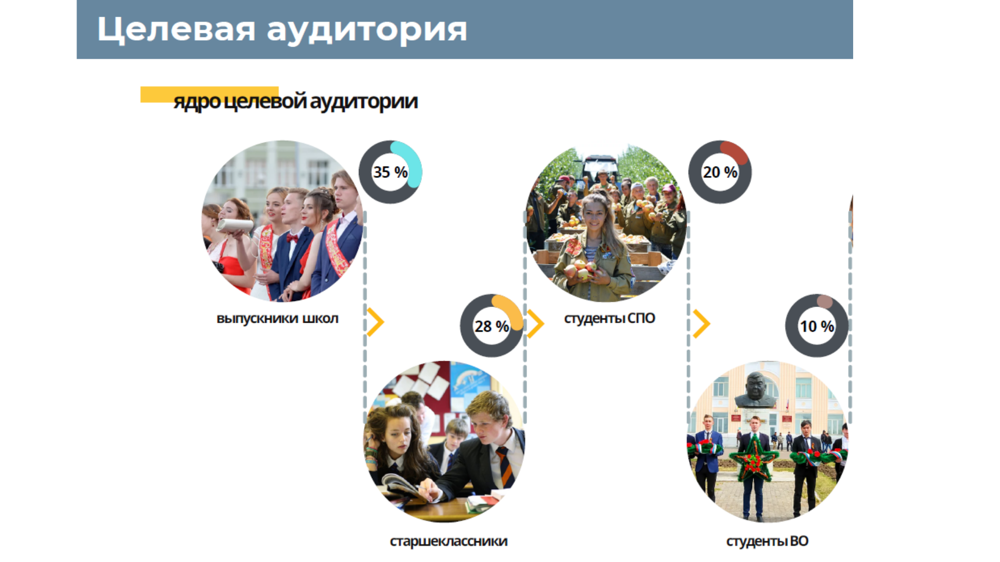 Целевая аудитория
ядро целевой аудитории
35 %
20 %
выпускники школ
28 %
студенты СПО
10 %
старшеклассники
студенты ВО